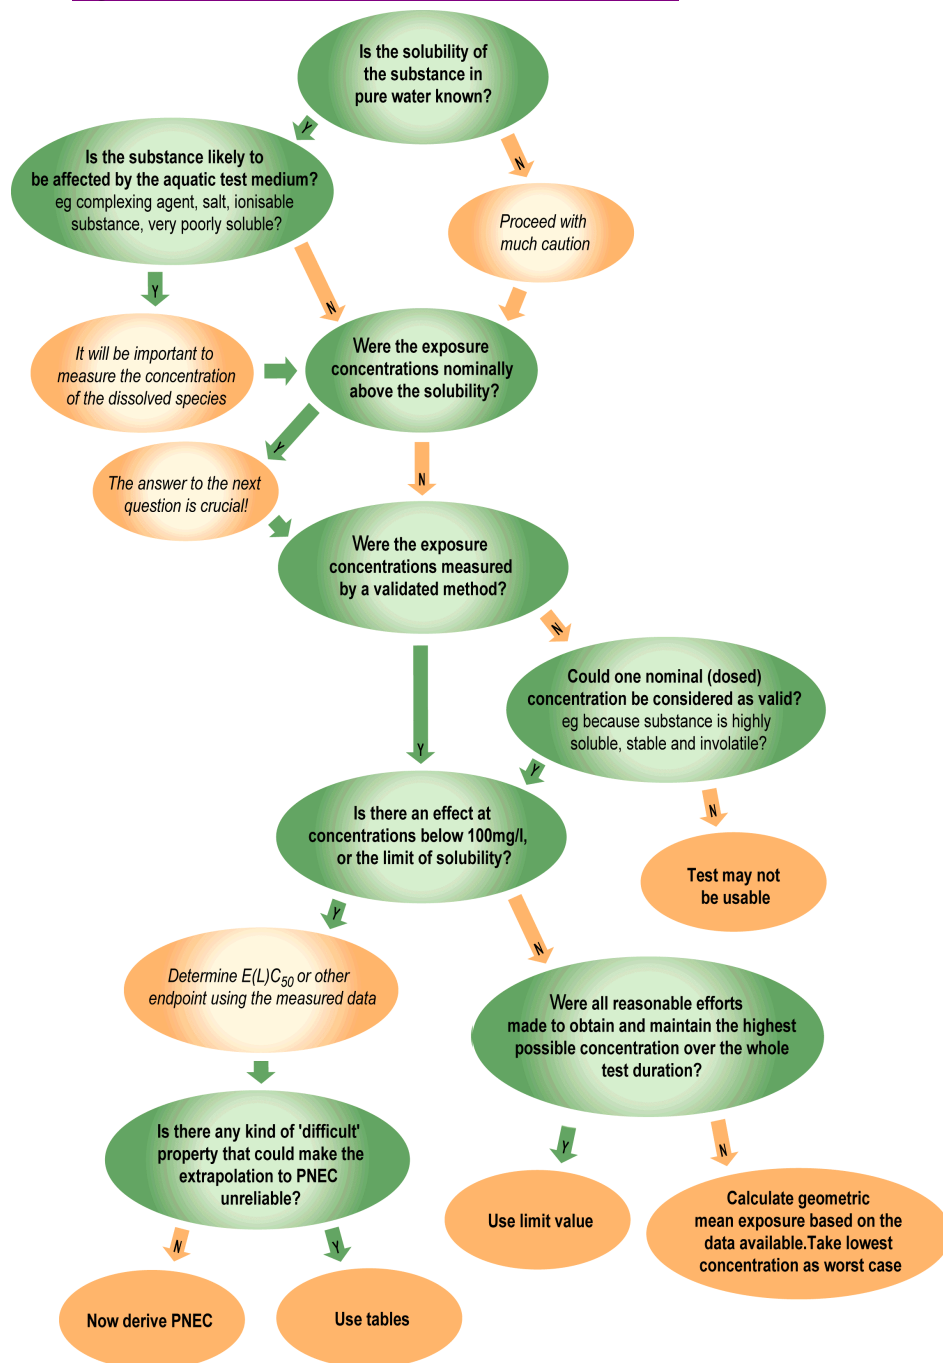 Is the solubility of
the substance in
pure water known?
Y
N
Is the substance likely to
be affected by the aquatic test medium?
eg complexing agent, salt, ionisable
substance, very poorly soluble?
Proceed with
much caution
Y
N
It will be important to
measure the concentration
of the dissolved species
Were the exposure
concentrations nominally
above the solubility?
Y
N
The answer to the next
question is crucial!
Were the exposure
concentrations measured
by a validated method?
N
Y
Could one nominal (dosed)
concentration be considered as valid?
eg because substance is highly
soluble, stable and involatile?
Y
N
Is there an effect at
concentrations below 100mg/l,
or the limit of solubility?
Test may not
be usable
Y
N
Determine E(L)C50 or other
endpoint using the measured data
Were all reasonable efforts
made to obtain and maintain the highest
possible concentration over the whole
test duration?
Is there any kind of 'difficult'
property that could make the
extrapolation to PNEC
unreliable?
Y
N
Use limit value
Calculate geometric
mean exposure based on the
data available.Take lowest
concentration as worst case
N
Y
Now derive PNEC
Use tables